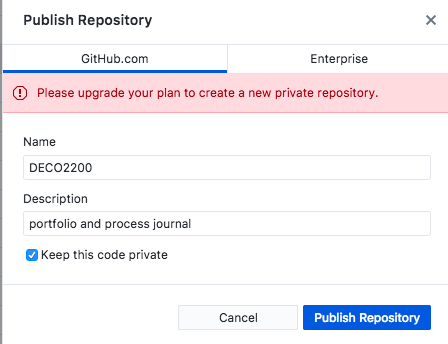 Publish Repository
GitHub.com
Enterprise
Please upgrade your plan to create a new private repository.
Name
DECO2200
Description
portfolio and process journal
Keep this code private
Cancel
Publish Repository